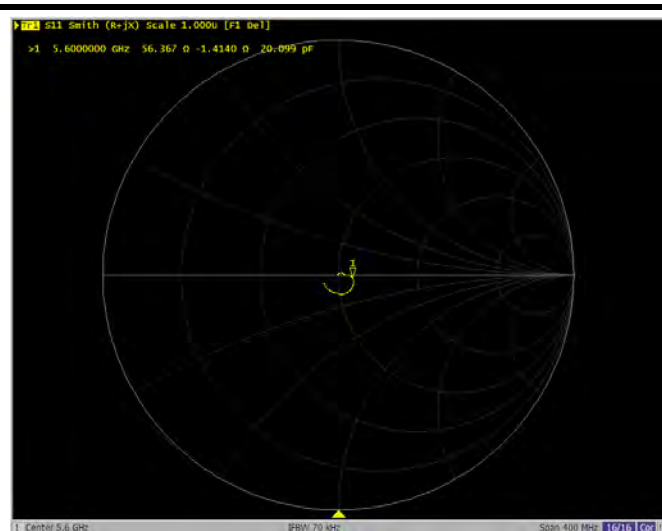 Tr1 S11 Smith (R+jX) Scale 1.000U [F1 Del]
>1 5.6000000 GHz 56.367 Ω -1.4140 Ω 20.099 pF
1
1 Center 5.6 GHz IFBW 70 kHz Span 400 MHz 16/16 Cor